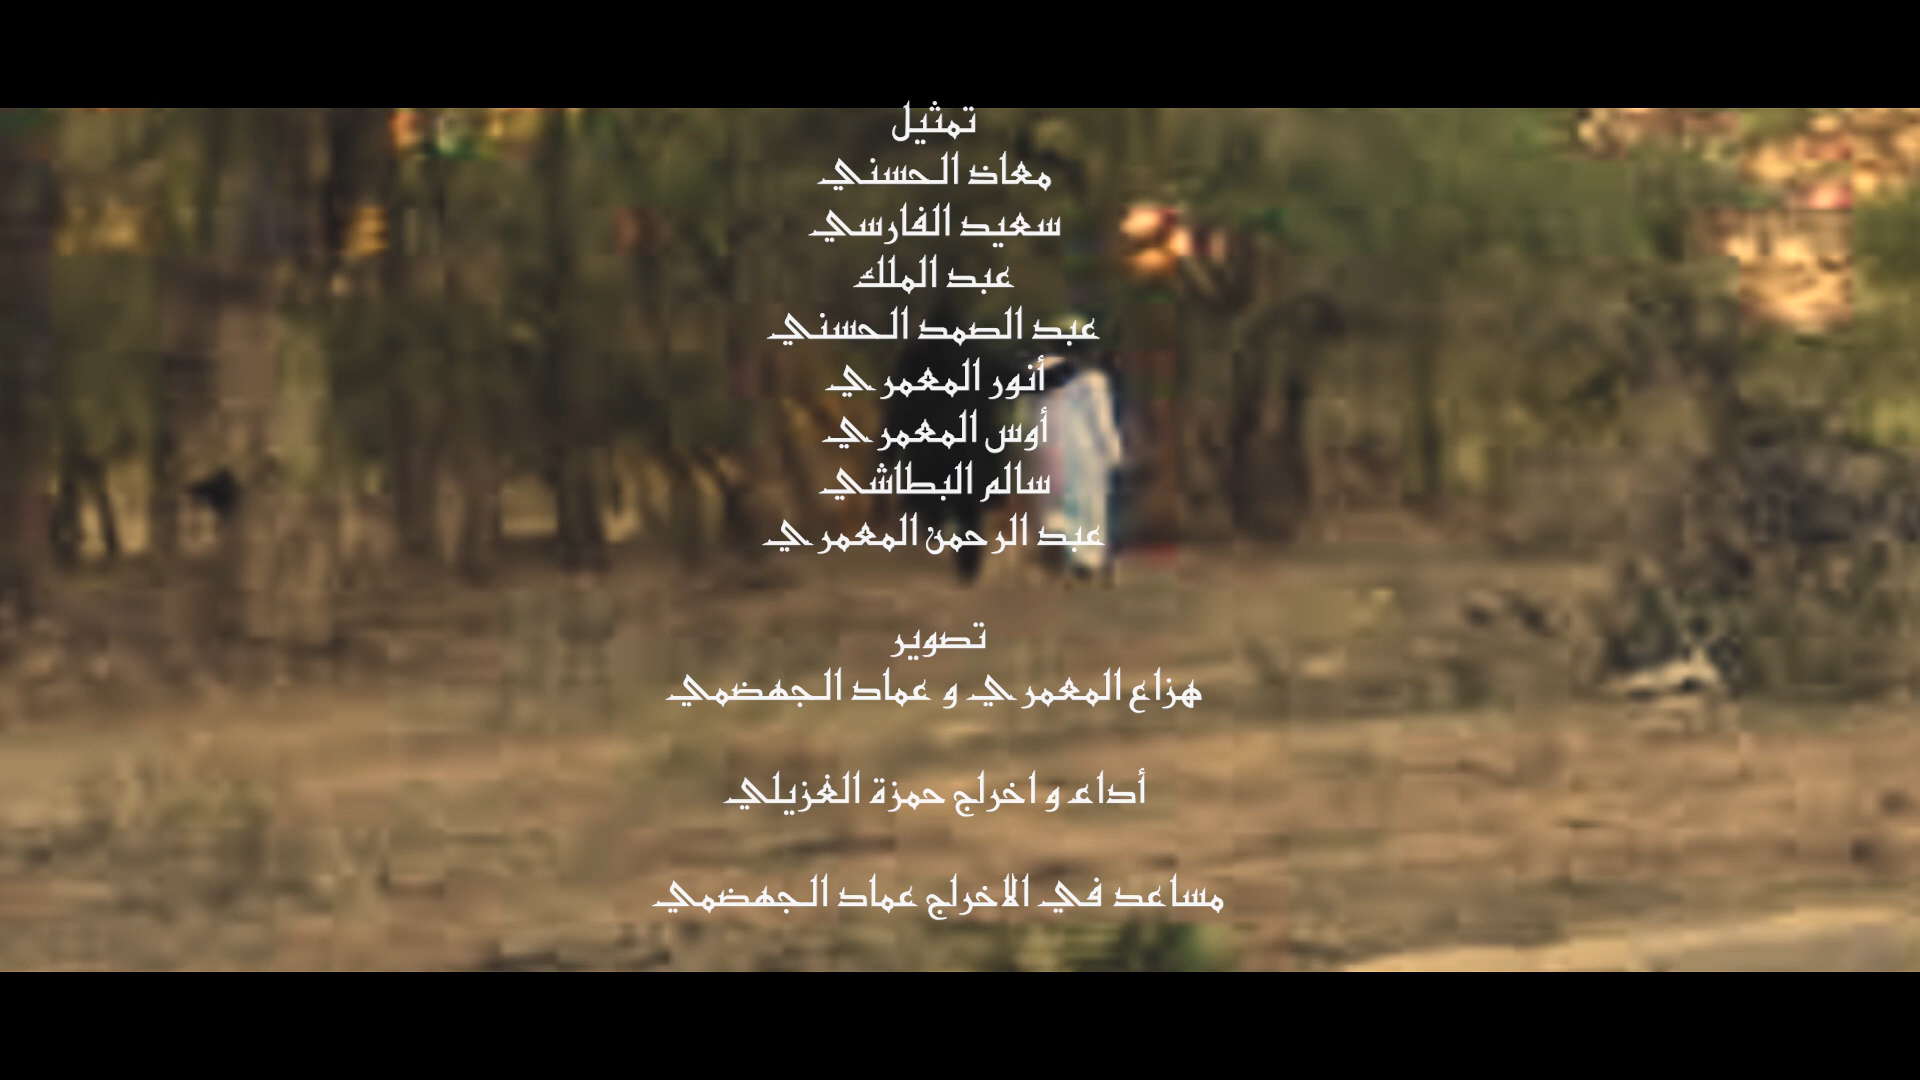 تمثيل
معاذ الحسني
سعيد الفارسي
عبد الملك
عبد الصمد الحسني
أنور المعمري
أوس المعمري
سالم البطاشي
عبد الرحمن المعمري
تصوير
هزاع المعمري و عماد الجهضمي
أداء و اخراج حمزة الغزيلي
مساعد في الاخراج عماد الجهضمي